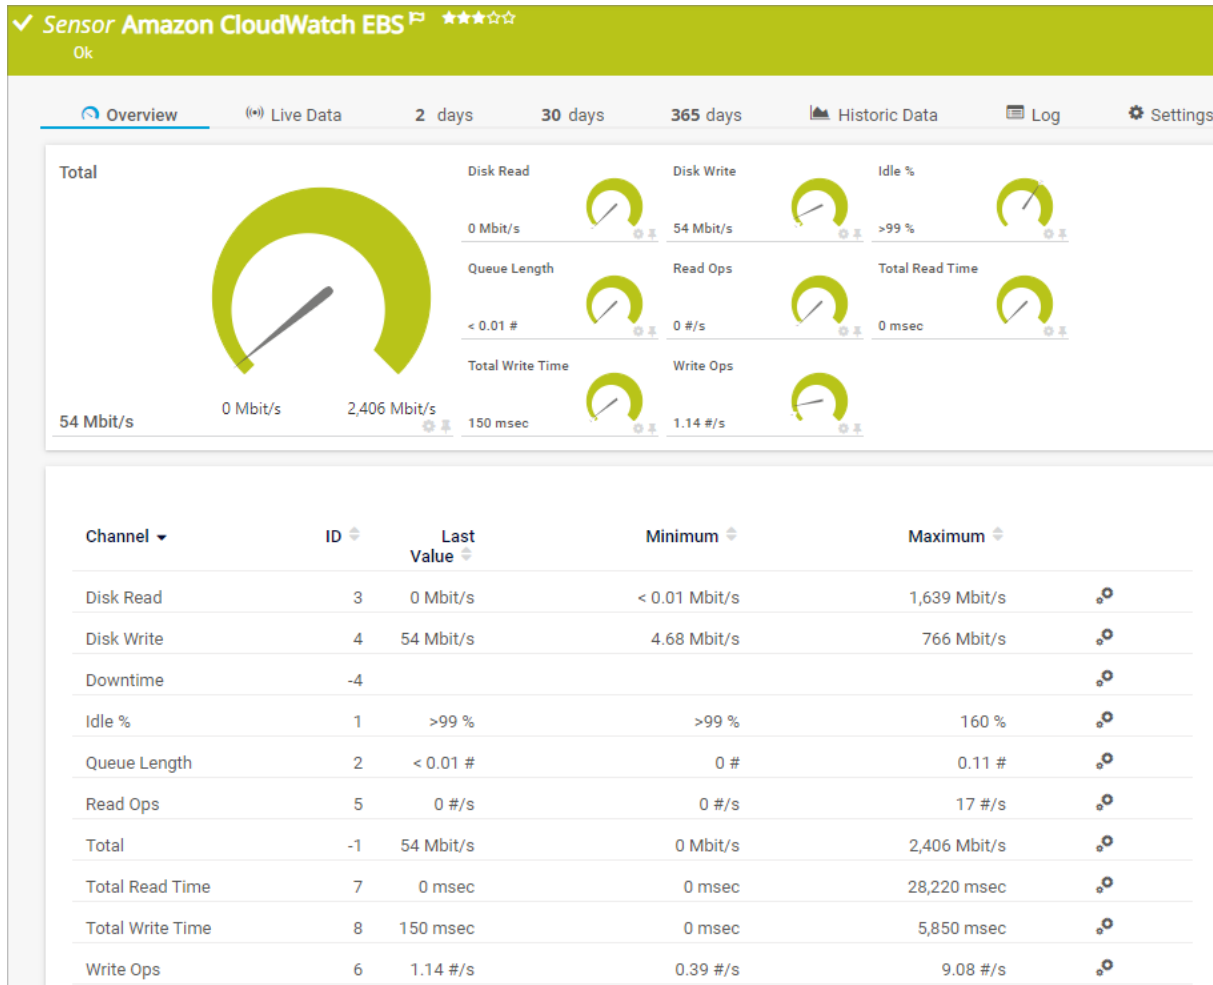 Sensor Amazon CloudWatch EBS
Ok
Overview Live Data 2 days 30 days 365 days Historic Data Log Settings
Total
54 Mbit/s
0 Mbit/s 2,406 Mbit/s
Disk Read
0 Mbit/s
Disk Write
54 Mbit/s
Idle %
>99 %
Queue Length
< 0.01 #
Read Ops
0 #/s
Total Read Time
0 msec
Total Write Time
150 msec
Write Ops
1.14 #/s
Channel ID Last Value Minimum Maximum
Disk Read 3 0 Mbit/s < 0.01 Mbit/s 1,639 Mbit/s
Disk Write 4 54 Mbit/s 4.68 Mbit/s 766 Mbit/s
Downtime -4
Idle % 1 >99 % >99 % 160 %
Queue Length 2 < 0.01 # 0 # 0.11 #
Read Ops 5 0 #/s 0 #/s 17 #/s
Total -1 54 Mbit/s 0 Mbit/s 2,406 Mbit/s
Total Read Time 7 0 msec 0 msec 28,220 msec
Total Write Time 8 150 msec 0 msec 5,850 msec
Write Ops 6 1.14 #/s 0.39 #/s 9.08 #/s